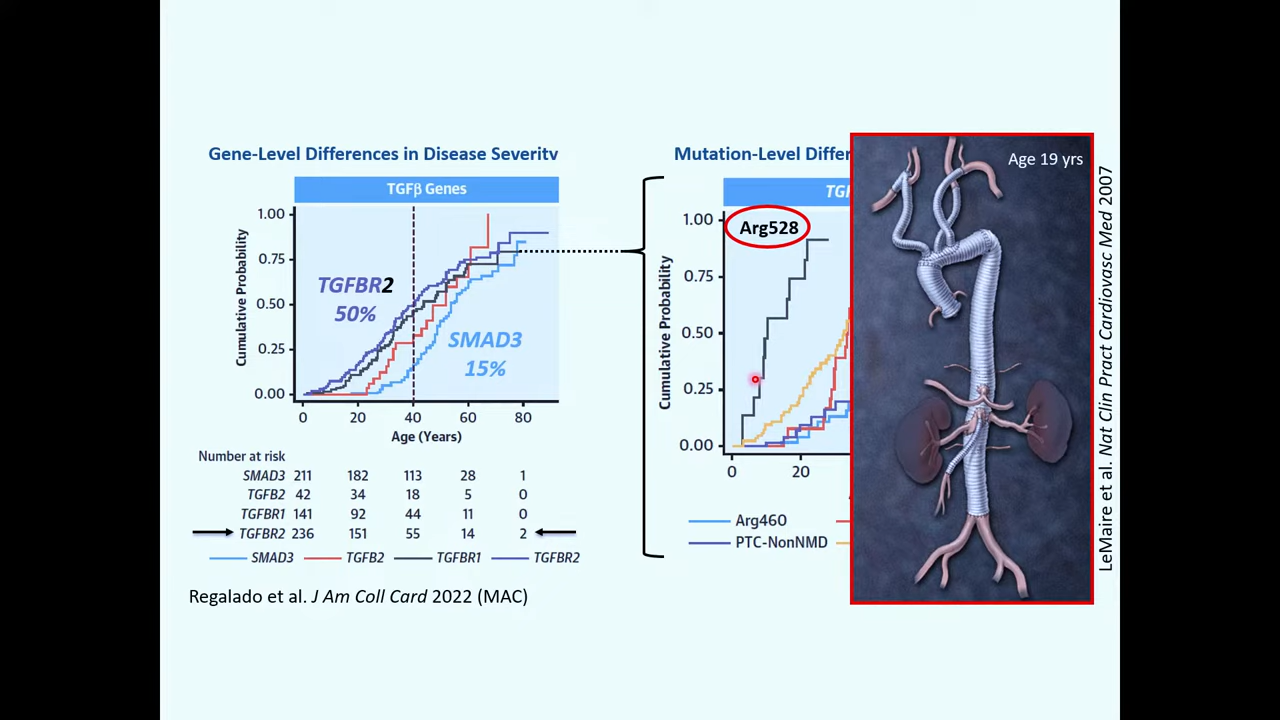 Gene-Level Differences in Disease Severity
TGFβ Genes
Cumulative Probability
1.00
0.75
0.50
0.25
0.00
TGFBR2
50%
SMAD3
15%
0 20 40 60 80
Age (Years)
Number at risk
SMAD3 211 182 113 28 1
TGFB2 42 34 18 5 0
TGFBR1 141 92 44 11 0
TGFBR2 236 151 55 14 2
SMAD3 TGFB2 TGFBR1 TGFBR2
Regalado et al. J Am Coll Card 2022 (MAC)
Mutation-Level Differ
TG
Cumulative Probability
1.00
0.75
0.50
0.25
0.00
Arg528
0 20
Arg460
PTC-NonNMD
Age 19 yrs
LeMaire et al. Nat Clin Pract Cardiovasc Med 2007